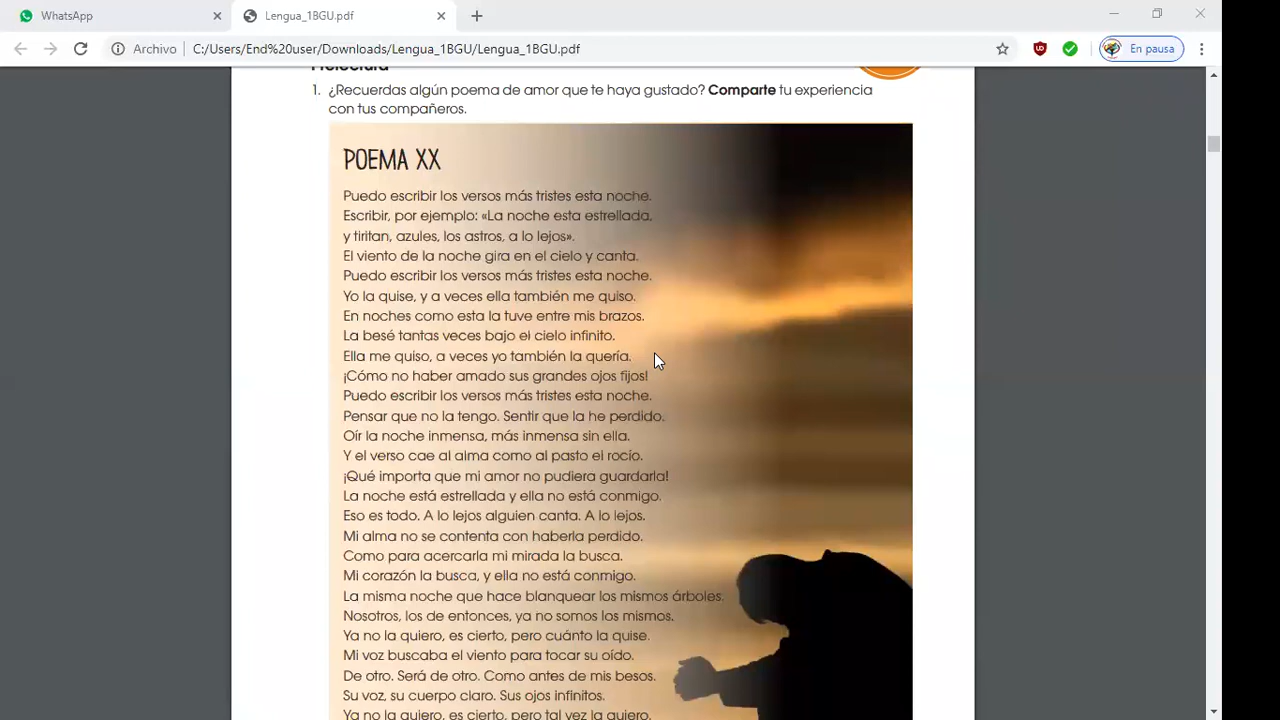 WhatsApp
Lengua_1BGU.pdf
Archivo
C:/Users/End%20user/Downloads/Lengua_1BGU/Lengua_1BGU.pdf
En pausa
1. ¿Recuerdas algún poema de amor que te haya gustado? Comparte tu experiencia
con tus compañeros.
POEMA XX
Puedo escribir los versos más tristes esta noche.
Escribir, por ejemplo: «La noche esta estrellada,
y tiritan, azules, los astros, a lo lejos».
El viento de la noche gira en el cielo y canta.
Puedo escribir los versos más tristes esta noche.
Yo la quise, y a veces ella también me quiso.
En noches como esta la tuve entre mis brazos.
La besé tantas veces bajo el cielo infinito.
Ella me quiso, a veces yo también la quería.
¡Cómo no haber amado sus grandes ojos fijos!
Puedo escribir los versos más tristes esta noche.
Pensar que no la tengo. Sentir que la he perdido.
Oír la noche inmensa, más inmensa sin ella.
Y el verso cae al alma como al pasto el rocío.
¡Qué importa que mi amor no pudiera guardarla!
La noche está estrellada y ella no está conmigo.
Eso es todo. A lo lejos alguien canta. A lo lejos.
Mi alma no se contenta con haberla perdido.
Como para acercarla mi mirada la busca.
Mi corazón la busca, y ella no está conmigo.
La misma noche que hace blanquear los mismos árboles.
Nosotros, los de entonces, ya no somos los mismos.
Ya no la quiero, es cierto, pero cuánto la quise.
Mi voz buscaba el viento para tocar su oído.
De otro. Será de otro. Como antes de mis besos.
Su voz, su cuerpo claro. Sus ojos infinitos.
Ya no la quiero, es cierto, pero tal vez la quiero.